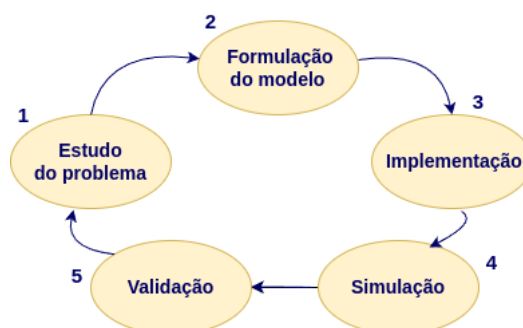 1
Estudo
do problema
2
Formulação
do modelo
3
Implementação
4
Simulação
5
Validação